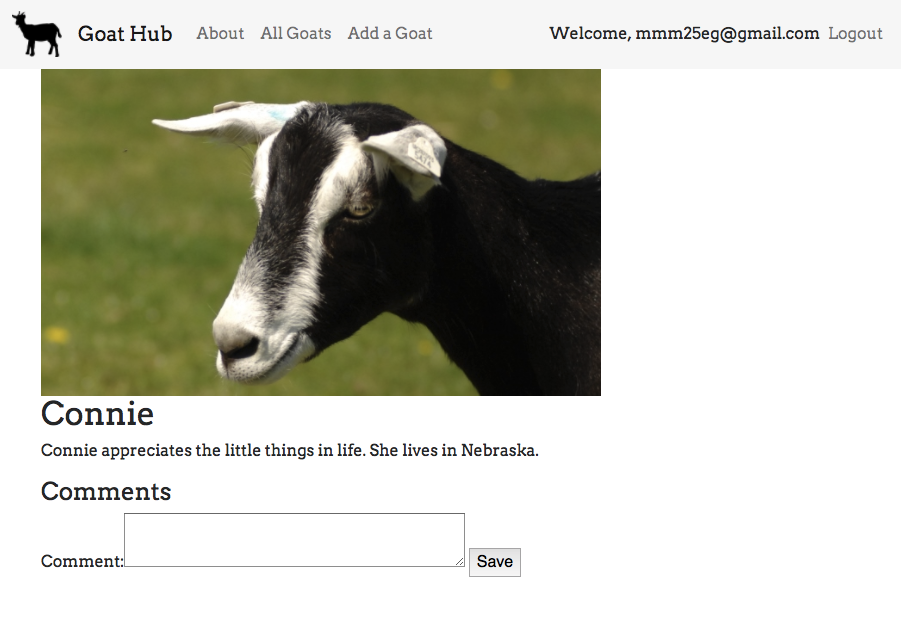 Goat Hub About All Goats Add a Goat Welcome, mmm25eg@gmail.com Logout
Connie
Connie appreciates the little things in life. She lives in Nebraska.
Comments
Comment: Save